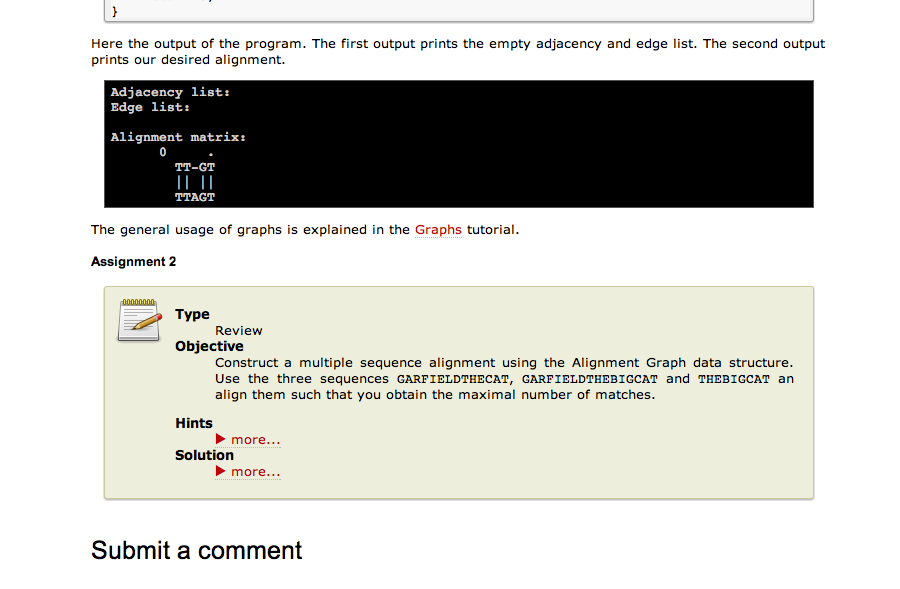 }
Here the output of the program. The first output prints the empty adjacency and edge list. The second output
prints our desired alignment.
Adjacency list:
Edge list:
Alignment matrix:
0     .
TT-GT
|| ||
TTAGT
The general usage of graphs is explained in the Graphs tutorial.
Assignment 2
Type
Review
Objective
Construct a multiple sequence alignment using the Alignment Graph data structure.
Use the three sequences GARFIELDTHECAT, GARFIELDTHEBIGCAT and THEBIGCAT an
align them such that you obtain the maximal number of matches.
Hints
▶ more...
Solution
▶ more...
Submit a comment